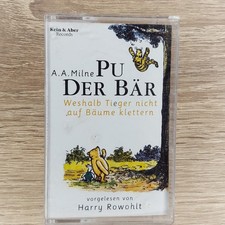 Kein & Aber
Records
A.A.Milne PU
DER BÄR
Weshalb Tieger nicht
auf Bäume klettern
vorgelesen von
Harry Rowohlt